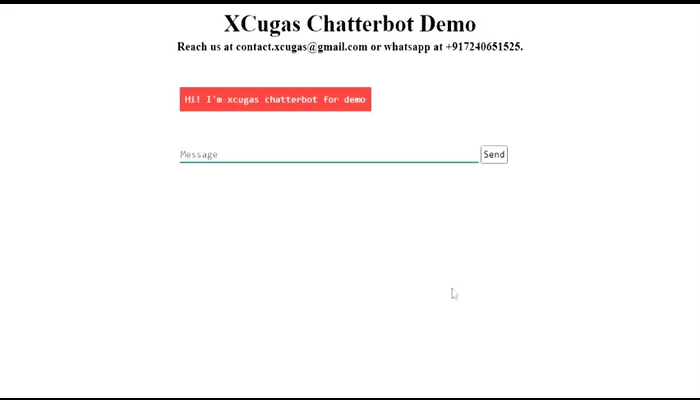 XCugas Chatterbot Demo
Reach us at contact.xcugas@gmail.com or whatsapp at +917240651525.
Hi! I'm xcugas chatterbot for demo
Message
Send